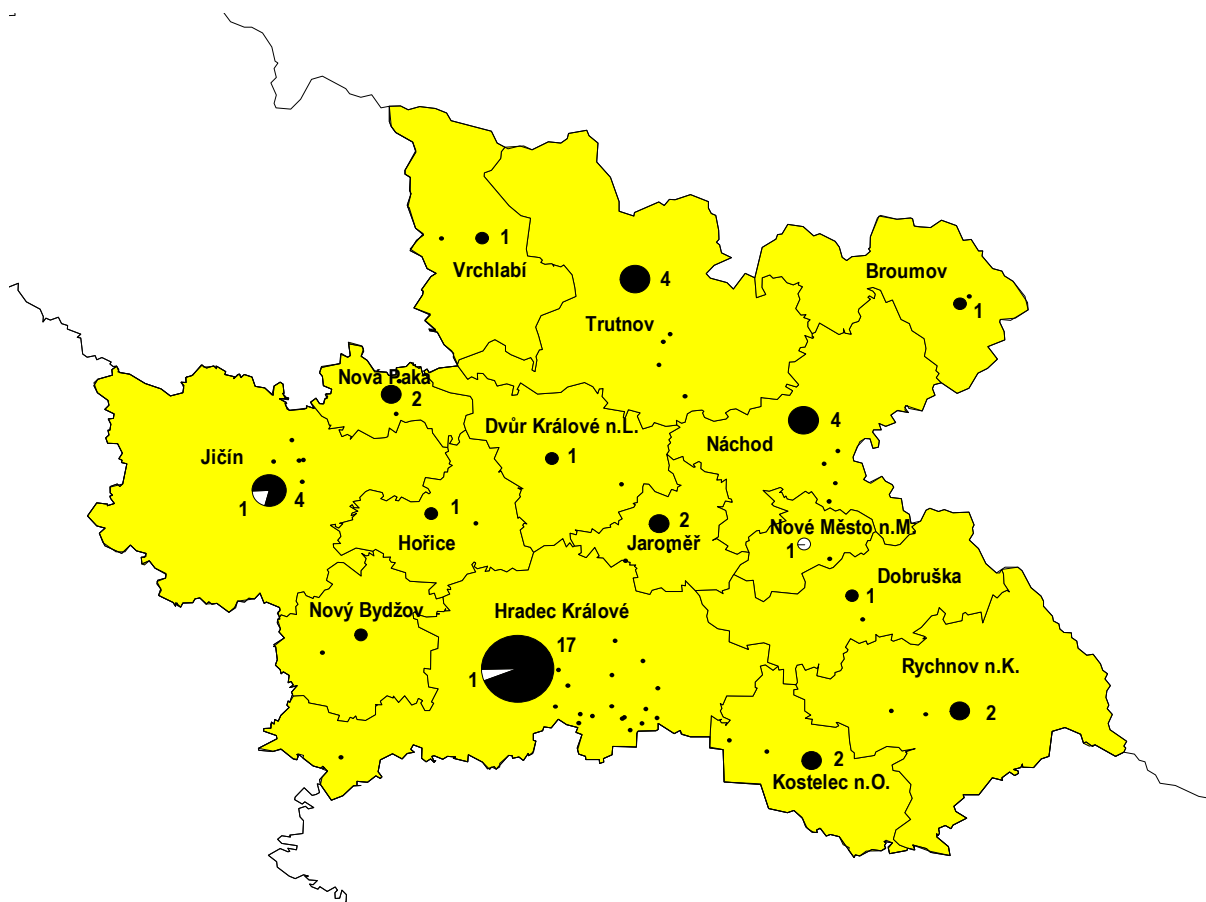 1
Vrchlabí
Broumov
4
1
Trutnov
Nová Paka
2
Dvůr Králové n.L.
1
Náchod
4
Jičín
1
4
1
Hořice
2
Jaroměř
Nové Město n.M.
1
Dobruška
1
Nový Bydžov
Hradec Králové
17
1
Rychnov n.K.
2
2
Kostelec n.O.